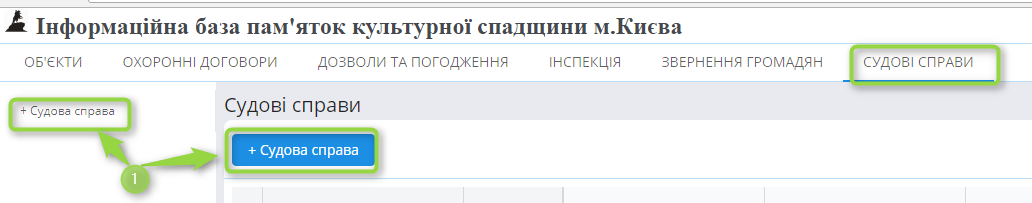 Інформаційна база пам'яток культурної спадщини м.Києва
ОБ'ЄКТИ ОХОРОННІ ДОГОВОРИ ДОЗВОЛИ ТА ПОГОДЖЕННЯ ІНСПЕКЦІЯ ЗВЕРНЕННЯ ГРОМАДЯН СУДОВІ СПРАВИ
+ Судова справа
Судові справи
+ Судова справа
1